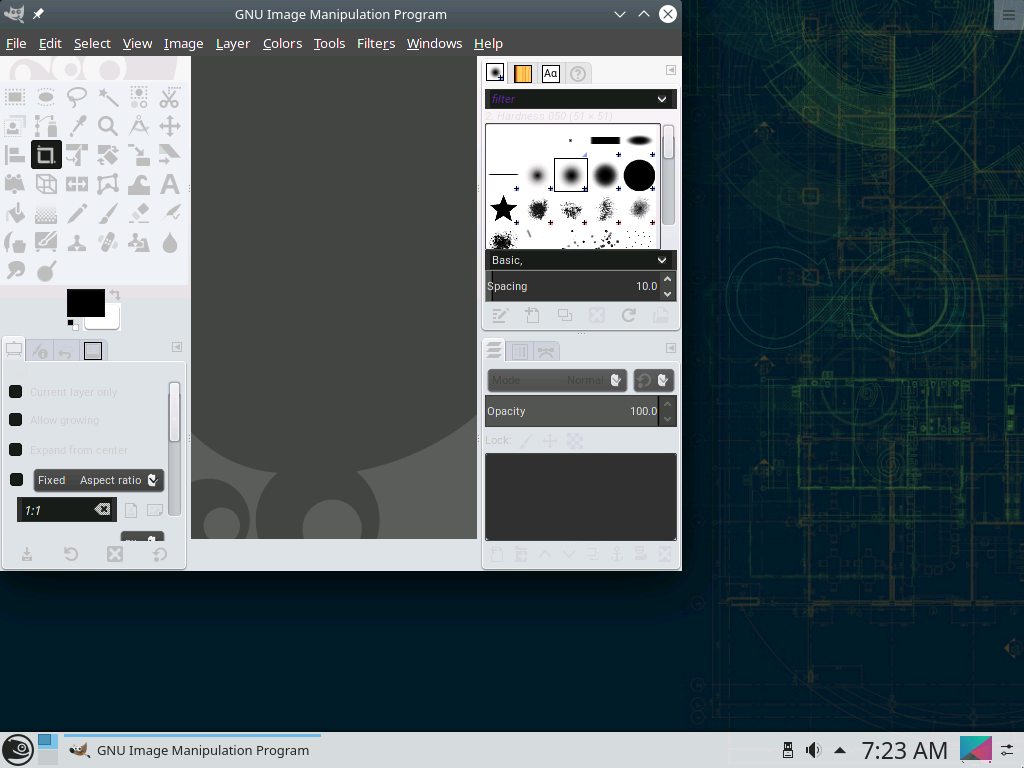 GNU Image Manipulation Program
File Edit Select View Image Layer Colors Tools Filters Windows Help
filter
2. Hardness 050 (51 × 51)
Basic,
Spacing 10.0
Mode Normal
Opacity 100.0
Lock:
Current layer only
Allow growing
Expand from center
Fixed Aspect ratio
1:1
GNU Image Manipulation Program
7:23 AM